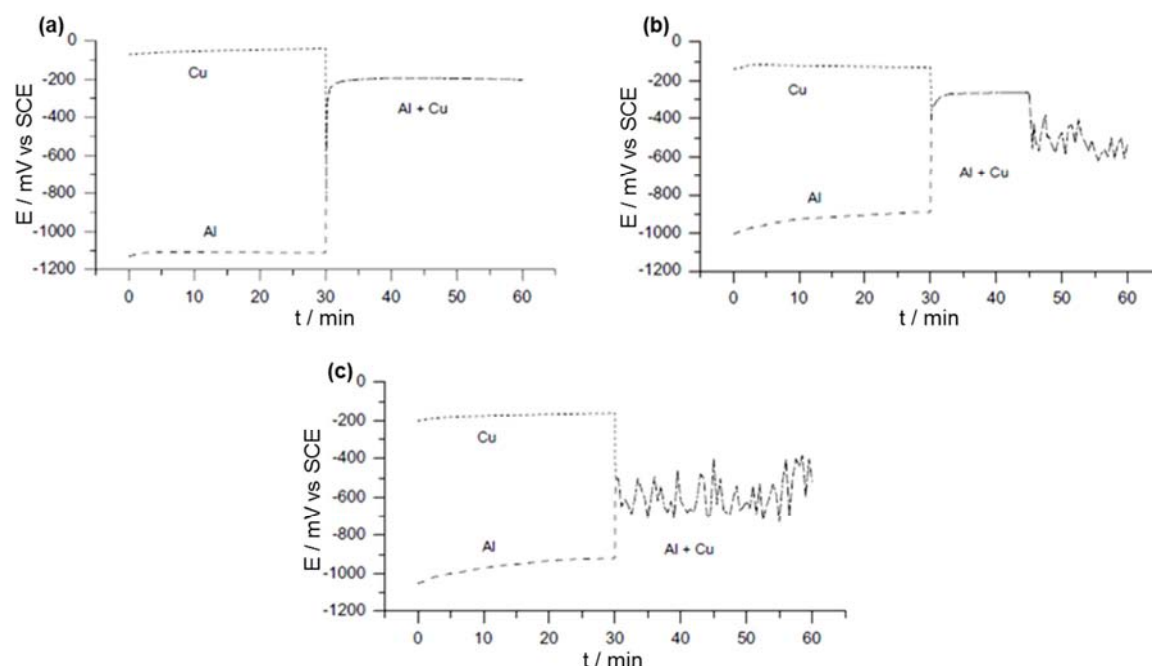 (a)
E / mV vs SCE
0
-200
-400
-600
-800
-1000
-1200
Cu
Al + Cu
Al
0 10 20 30 40 50 60
t / min
(b)
E / mV vs SCE
0
-200
-400
-600
-800
-1000
-1200
Cu
Al + Cu
Al
0 10 20 30 40 50 60
t / min
(c)
E / mV vs SCE
0
-200
-400
-600
-800
-1000
-1200
Cu
Al
Al + Cu
0 10 20 30 40 50 60
t / min